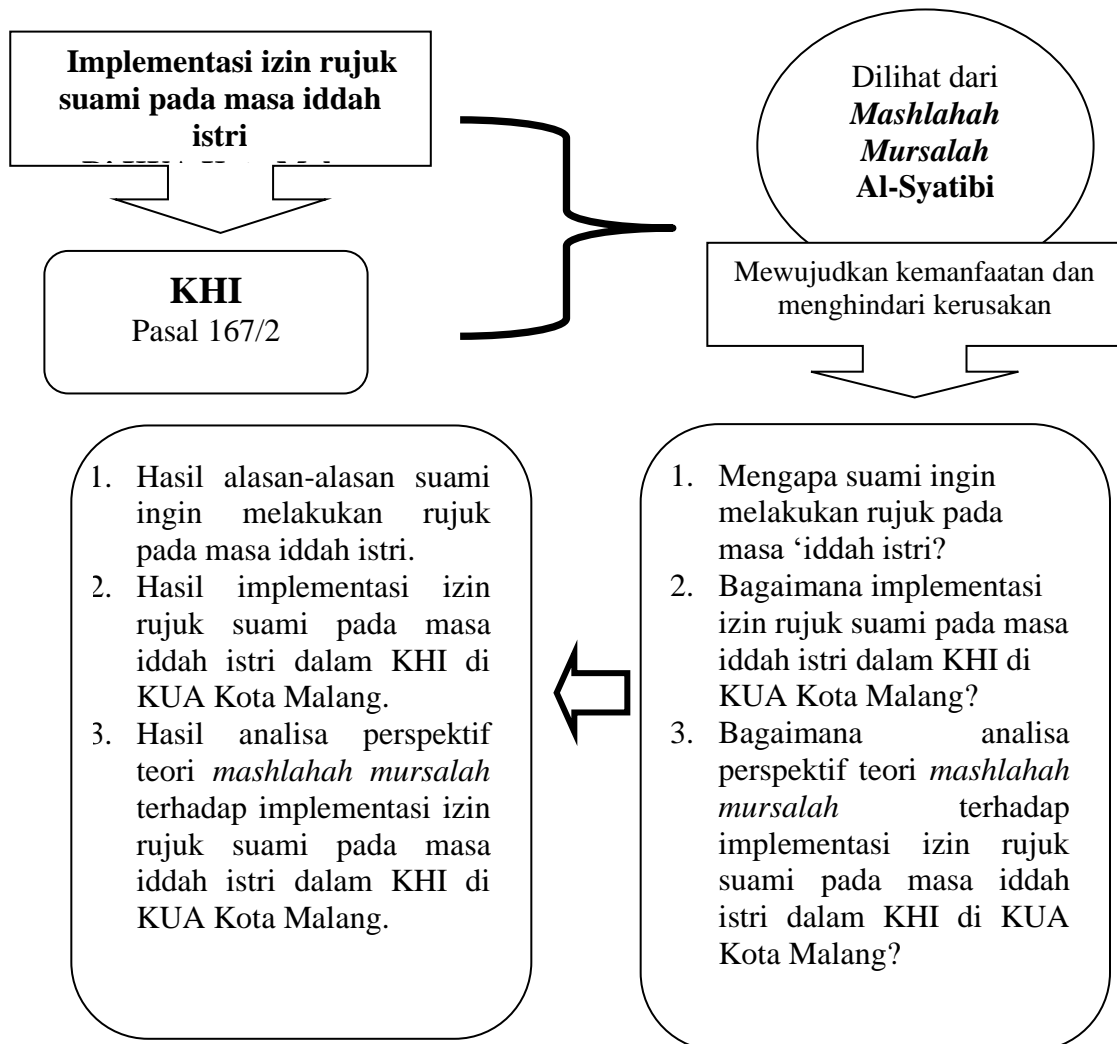 Implementasi izin rujuk
suami pada masa iddah
istri
KHI
Pasal 167/2
Dilihat dari
Mashlahah
Mursalah
Al-Syatibi
Mewujudkan kemanfaatan dan
menghindari kerusakan
1. Mengapa suami ingin
melakukan rujuk pada
masa ‘iddah istri?
2. Bagaimana implementasi
izin rujuk suami pada masa
iddah istri dalam KHI di
KUA Kota Malang?
3. Bagaimana analisa
perspektif teori mashlahah
mursalah terhadap
implementasi izin rujuk
suami pada masa iddah
istri dalam KHI di KUA
Kota Malang?
1. Hasil alasan-alasan suami
ingin melakukan rujuk
pada masa iddah istri.
2. Hasil implementasi izin
rujuk suami pada masa
iddah istri dalam KHI di
KUA Kota Malang.
3. Hasil analisa perspektif
teori mashlahah mursalah
terhadap implementasi izin
rujuk suami pada masa
iddah istri dalam KHI di
KUA Kota Malang.